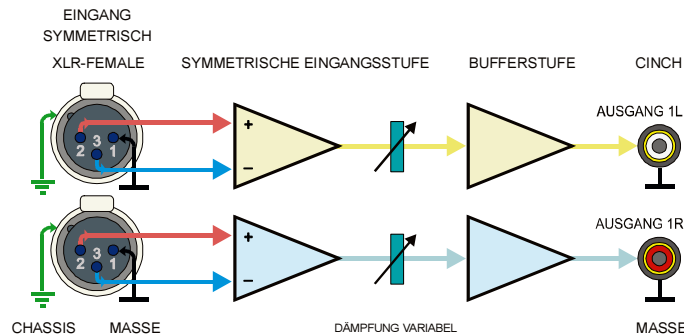 EINGANG
SYMMETRISCH
XLR-FEMALE SYMMETRISCHE EINGANGSSTUFE BUFFERSTUFE CINCH
AUSGANG 1L
+
3
2 1
−
AUSGANG 1R
+
3
2 1
−
CHASSIS MASSE DÄMPFUNG VARIABEL MASSE